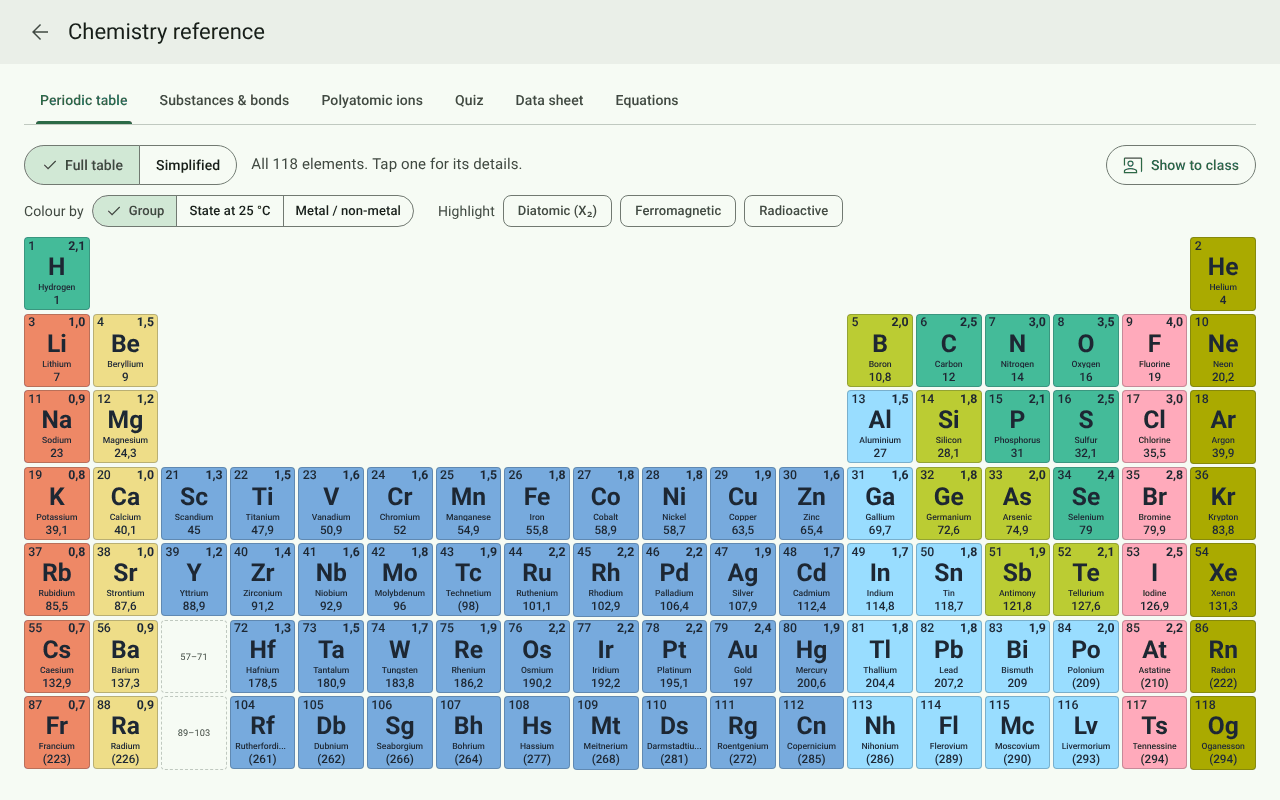 Chemistry reference
Periodic table Substances & bonds Polyatomic ions Quiz Data sheet Equations
Full table Simplified All 118 elements. Tap one for its details. Show to class
Colour by Group State at 25 °C Metal / non-metal Highlight Diatomic (X₂) Ferromagnetic Radioactive
1 2,1 2
H He
Hydrogen Helium
1 4
3 1,0 4 1,5 5 2,0 6 2,5 7 3,0 8 3,5 9 4,0 10
Li Be B C N O F Ne
Lithium Beryllium Boron Carbon Nitrogen Oxygen Fluorine Neon
7 9 10,8 12 14 16 19 20,2
11 0,9 12 1,2 13 1,5 14 1,8 15 2,1 16 2,5 17 3,0 18
Na Mg Al Si P S Cl Ar
Sodium Magnesium Aluminium Silicon Phosphorus Sulfur Chlorine Argon
23 24,3 27 28,1 31 32,1 35,5 39,9
19 0,8 20 1,0 21 1,3 22 1,5 23 1,6 24 1,6 25 1,5 26 1,8 27 1,8 28 1,8 29 1,9 30 1,6 31 1,6 32 1,8 33 2,0 34 2,4 35 2,8 36
K Ca Sc Ti V Cr Mn Fe Co Ni Cu Zn Ga Ge As Se Br Kr
Potassium Calcium Scandium Titanium Vanadium Chromium Manganese Iron Cobalt Nickel Copper Zinc Gallium Germanium Arsenic Selenium Bromine Krypton
39,1 40,1 45 47,9 50,9 52 54,9 55,8 58,9 58,7 63,5 65,4 69,7 72,6 74,9 79 79,9 83,8
37 0,8 38 1,0 39 1,2 40 1,4 41 1,6 42 1,8 43 1,9 44 2,2 45 2,2 46 2,2 47 1,9 48 1,7 49 1,7 50 1,8 51 1,9 52 2,1 53 2,5 54
Rb Sr Y Zr Nb Mo Tc Ru Rh Pd Ag Cd In Sn Sb Te I Xe
Rubidium Strontium Yttrium Zirconium Niobium Molybdenum Technetium Ruthenium Rhodium Palladium Silver Cadmium Indium Tin Antimony Tellurium Iodine Xenon
85,5 87,6 88,9 91,2 92,9 96 (98) 101,1 102,9 106,4 107,9 112,4 114,8 118,7 121,8 127,6 126,9 131,3
55 0,7 56 0,9 72 1,3 73 1,5 74 1,7 75 1,9 76 2,2 77 2,2 78 2,2 79 2,4 80 1,9 81 1,8 82 1,8 83 1,9 84 2,0 85 2,2 86
Cs Ba 57–71 Hf Ta W Re Os Ir Pt Au Hg Tl Pb Bi Po At Rn
Caesium Barium Hafnium Tantalum Tungsten Rhenium Osmium Iridium Platinum Gold Mercury Thallium Lead Bismuth Polonium Astatine Radon
132,9 137,3 178,5 180,9 183,8 186,2 190,2 192,2 195,1 197 200,6 204,4 207,2 209 (209) (210) (222)
87 0,7 88 0,9 104 105 106 107 108 109 110 111 112 113 114 115 116 117 118
Fr Ra 89–103 Rf Db Sg Bh Hs Mt Ds Rg Cn Nh Fl Mc Lv Ts Og
Francium Radium Rutherfordi... Dubnium Seaborgium Bohrium Hassium Meitnerium Darmstadtiu... Roentgenium Copernicium Nihonium Flerovium Moscovium Livermorium Tennessine Oganesson
(223) (226) (261) (262) (266) (264) (277) (268) (281) (272) (285) (286) (289) (290) (293) (294) (294)